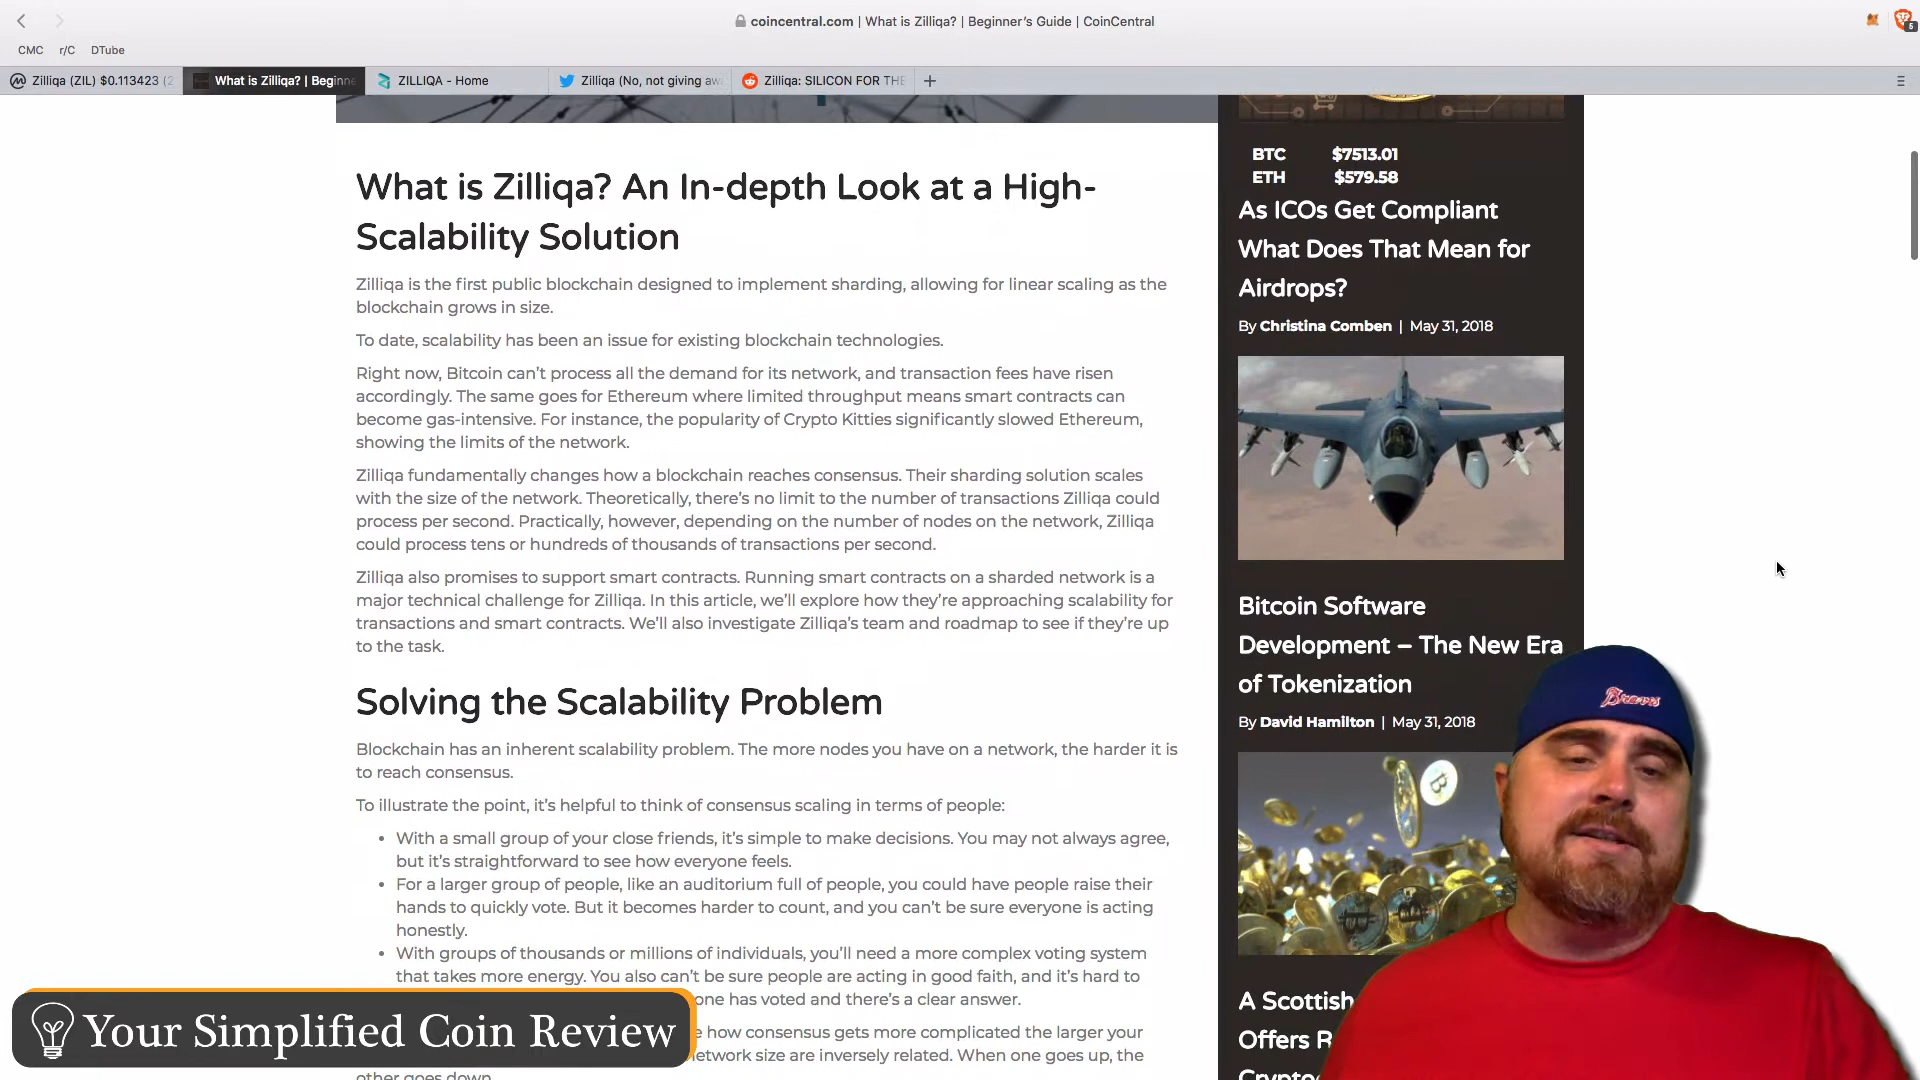 coincentral.com | What is Zilliqa? | Beginner's Guide | CoinCentral
5
CMC r/C DTube
Zilliqa (ZIL) $0.113423 (2
What is Zilliqa? | Beginne
ZILLIQA - Home
Zilliqa (No, not giving aw
Zilliqa: SILICON FOR THE
What is Zilliqa? An In-depth Look at a High-
Scalability Solution
Zilliqa is the first public blockchain designed to implement sharding, allowing for linear scaling as the
blockchain grows in size.
To date, scalability has been an issue for existing blockchain technologies.
Right now, Bitcoin can't process all the demand for its network, and transaction fees have risen
accordingly. The same goes for Ethereum where limited throughput means smart contracts can
become gas-intensive. For instance, the popularity of Crypto Kitties significantly slowed Ethereum,
showing the limits of the network.
Zilliqa fundamentally changes how a blockchain reaches consensus. Their sharding solution scales
with the size of the network. Theoretically, there's no limit to the number of transactions Zilliqa could
process per second. Practically, however, depending on the number of nodes on the network, Zilliqa
could process tens or hundreds of thousands of transactions per second.
Zilliqa also promises to support smart contracts. Running smart contracts on a sharded network is a
major technical challenge for Zilliqa. In this article, we'll explore how they're approaching scalability for
transactions and smart contracts. We'll also investigate Zilliqa's team and roadmap to see if they're up
to the task.
Solving the Scalability Problem
Blockchain has an inherent scalability problem. The more nodes you have on a network, the harder it is
to reach consensus.
To illustrate the point, it's helpful to think of consensus scaling in terms of people:
• With a small group of your close friends, it's simple to make decisions. You may not always agree,
but it's straightforward to see how everyone feels.
• For a larger group of people, like an auditorium full of people, you could have people raise their
hands to quickly vote. But it becomes harder to count, and you can't be sure everyone is acting
honestly.
• With groups of thousands or millions of individuals, you'll need a more complex voting system
that takes more energy. You also can't be sure people are acting in good faith, and it's hard to
one has voted and there's a clear answer.
how consensus gets more complicated the larger your
etwork size are inversely related. When one goes up, the
other goes down.
BTC $7513.01
ETH $579.58
As ICOs Get Compliant
What Does That Mean for
Airdrops?
By Christina Comben | May 31, 2018
Bitcoin Software
Development – The New Era
of Tokenization
By David Hamilton | May 31, 2018
A Scottish
Offers R
Crypto
Braves
Your Simplified Coin Review